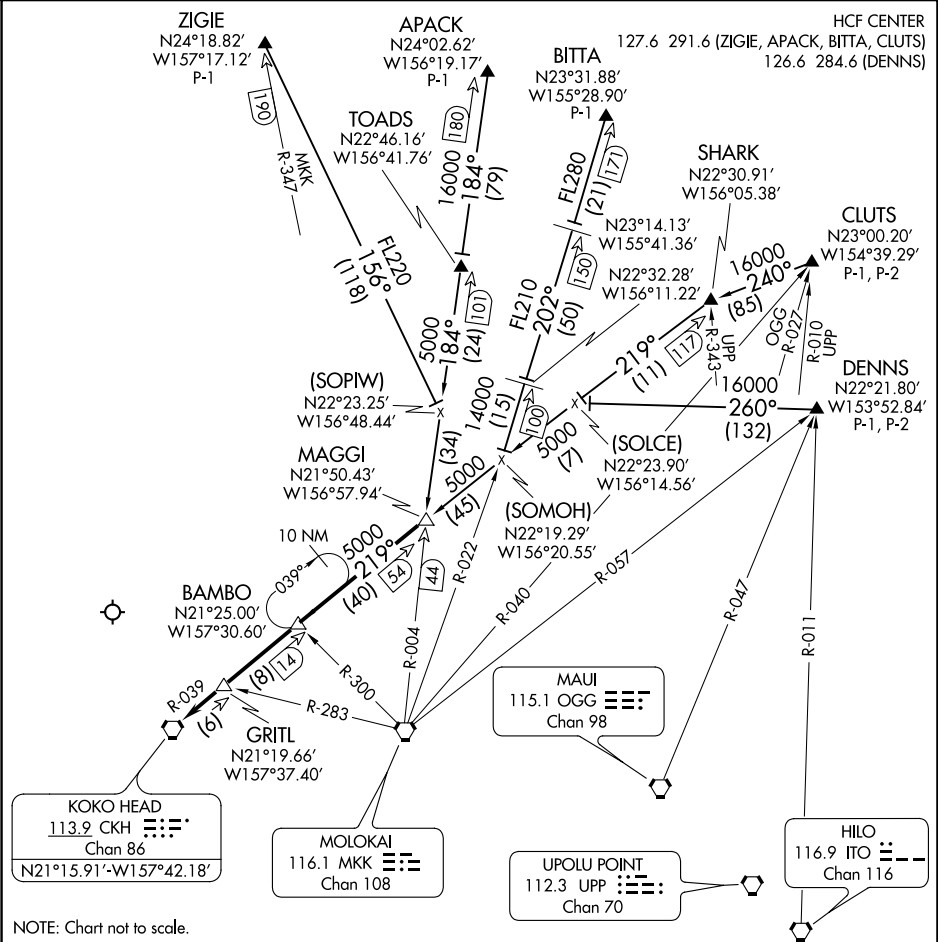 ZIGIE
N24°18.82'
W157°17.12'
P-1
APACK
N24°02.62'
W156°19.17'
P-1
HCF CENTER
127.6 291.6 (ZIGIE, APACK, BITTA, CLUTS)
126.6 284.6 (DENNS)
BITTA
N23°31.88'
W155°28.90'
P-1
TOADS
N22°46.16'
W156°41.76'
SHARK
N22°30.91'
W156°05.38'
CLUTS
N23°00.20'
W154°39.29'
P-1, P-2
190
MKK
R-347
180
16000
184°
(79)
171
FL280
(21)
N23°14.13'
W155°41.36'
150
N22°32.28'
W156°11.22'
FL220
156°
(118)
101
5000
184°
(24)
FL210
202°
(50)
16000
240°
(85)
OGG
R-027
R-010
UPP
UPP
R-343
117
219°
(11)
DENNS
N22°21.80'
W153°52.84'
P-1, P-2
16000
260°
(132)
(SOPIW)
N22°23.25'
W156°48.44'
14000
(15)
100
5000
(7)
(SOLCE)
N22°23.90'
W156°14.56'
(34)
MAGGI
N21°50.43'
W156°57.94'
5000
(45)
(SOMOH)
N22°19.29'
W156°20.55'
10 NM
039°
5000
219°
(40)
54
44
R-004
R-022
R-040
R-057
R-047
R-011
BAMBO
N21°25.00'
W157°30.60'
(8)
14
R-300
R-283
R-039
(6)
GRITL
N21°19.66'
W157°37.40'
MAUI
115.1 OGG
Chan 98
KOKO HEAD
113.9 CKH
Chan 86
N21°15.91'-W157°42.18'
MOLOKAI
116.1 MKK
Chan 108
UPOLU POINT
112.3 UPP
Chan 70
HILO
116.9 ITO
Chan 116
NOTE: Chart not to scale.